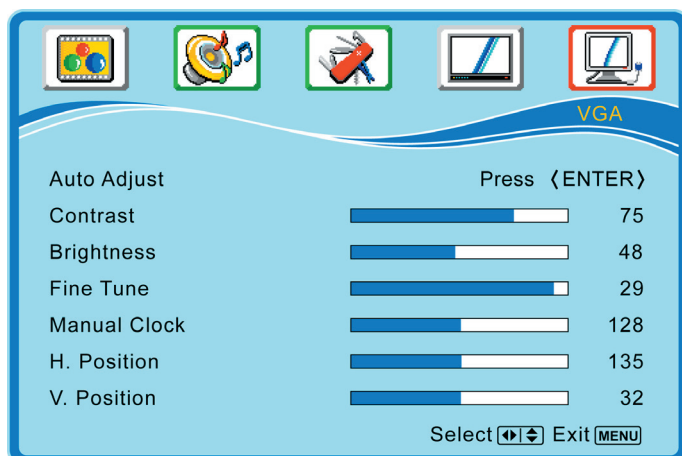 VGA
Auto Adjust Press 〈ENTER〉
Contrast 75
Brightness 48
Fine Tune 29
Manual Clock 128
H. Position 135
V. Position 32
Select Exit MENU